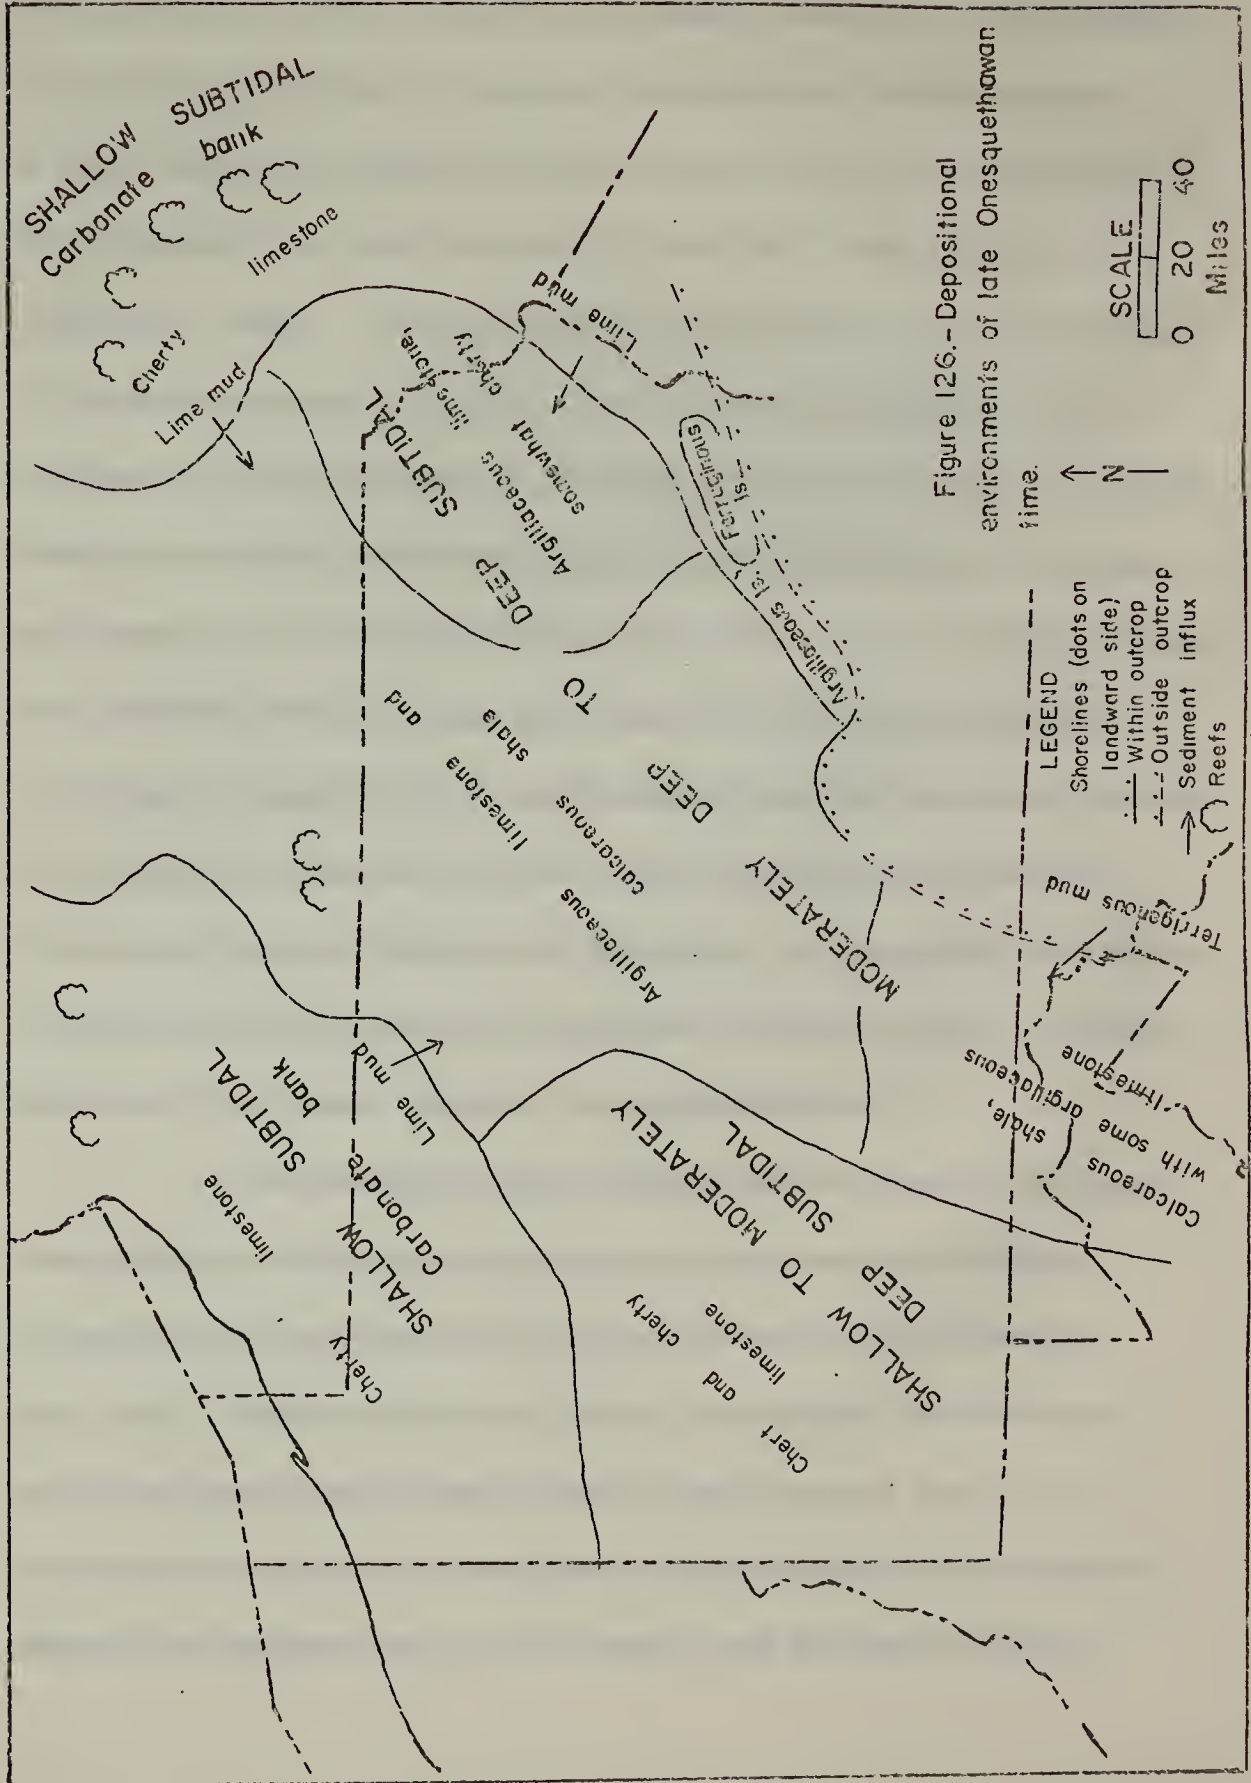 SHALLOW SUBTIDAL
Carbonate bank
Cherty limestone
Lime mud
SHALLOW SUBTIDAL
Carbonate bank
Cherty limestone
Lime mud
SHALLOW TO MODERATELY
DEEP SUBTIDAL
Chert and cherty
limestone
MODERATELY DEEP TO DEEP SUBTIDAL
Argillaceous limestone and
calcareous shale
Argillaceous limestone,
somewhat cherty
Lime mud
Ferruginous
ls.
Argillaceous ls.
Calcareous shale,
with some argillaceous
limestone
Terrigenous mud
LEGEND
Shorelines (dots on
landward side)
Within outcrop
Outside outcrop
Sediment influx
Reefs
N
SCALE
0 20 40
Miles
Figure 126.-Depositional
environments of late Onesquethawan
time.